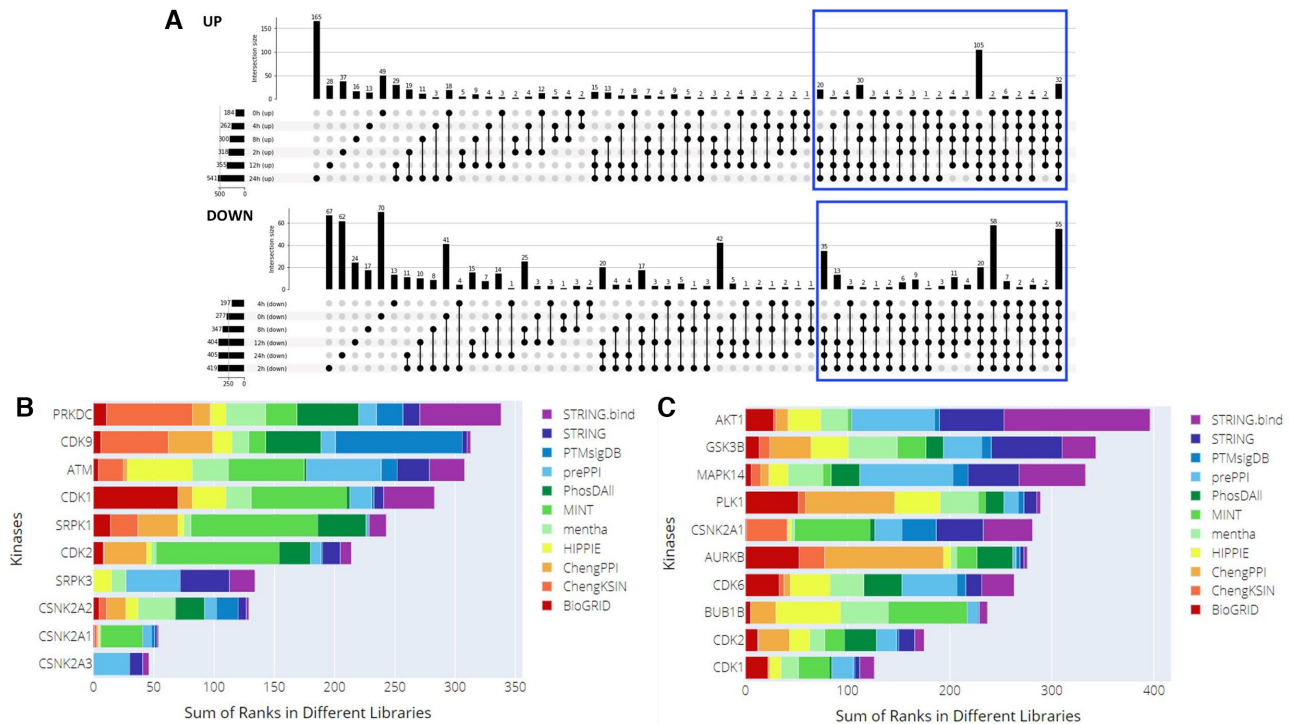 A
UP
165
49
28
37
16
13
29
19
11
3
18
5
9
4
3
2
4
12
5
4
2
15
13
7
8
7
4
9
5
2
3
2
4
1
3
2
2
1
20
3
4
30
3
4
5
3
1
2
4
3
105
2
6
2
4
2
32
150
100
50
0
Intersection size
184 0h (up)
262 4h (up)
300 8h (up)
318 2h (up)
355 12h (up)
541 24h (up)
500 0
DOWN
67
62
24
17
70
13
11
10
8
41
4
15
7
14
1
25
3
3
1
3
2
20
4
4
17
3
3
5
1
3
42
5
1
2
1
2
1
1
35
13
3
2
1
2
6
9
1
3
11
4
20
58
7
2
4
2
55
60
40
20
0
Intersection size
197 4h (down)
277 0h (down)
347 8h (down)
404 12h (down)
405 24h (down)
419 2h (down)
250 0
B
Kinases
PRKDC
CDK9
ATM
CDK1
SRPK1
CDK2
SRPK3
CSNK2A2
CSNK2A1
CSNK2A3
0 50 100 150 200 250 300 350
Sum of Ranks in Different Libraries
STRING.bind
STRING
PTMsigDB
prePPI
PhosDAll
MINT
mentha
HIPPIE
ChengPPI
ChengKSIN
BioGRID
C
Kinases
AKT1
GSK3B
MAPK14
PLK1
CSNK2A1
AURKB
CDK6
BUB1B
CDK2
CDK1
0 100 200 300 400
Sum of Ranks in Different Libraries
STRING.bind
STRING
PTMsigDB
prePPI
PhosDAll
MINT
mentha
HIPPIE
ChengPPI
ChengKSIN
BioGRID